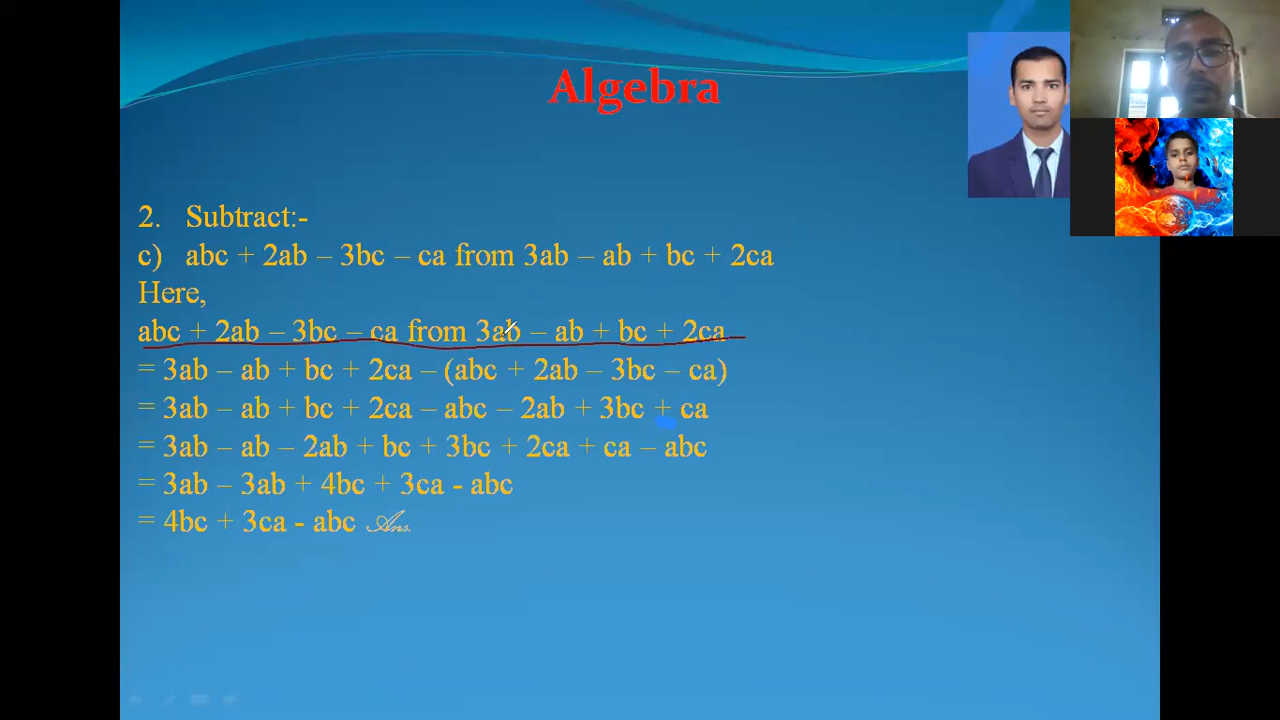 Algebra
2. Subtract:-
c) abc + 2ab – 3bc – ca from 3ab – ab + bc + 2ca
Here,
abc + 2ab – 3bc – ca from 3ab – ab + bc + 2ca
= 3ab – ab + bc + 2ca – (abc + 2ab – 3bc – ca)
= 3ab – ab + bc + 2ca – abc – 2ab + 3bc + ca
= 3ab – ab – 2ab + bc + 3bc + 2ca + ca – abc
= 3ab – 3ab + 4bc + 3ca - abc
= 4bc + 3ca - abc Ans.